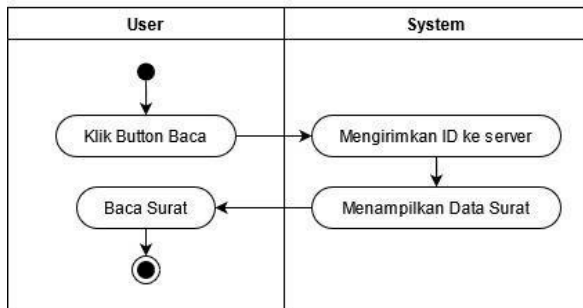 User
System
Klik Button Baca
Mengirimkan ID ke server
Baca Surat
Menampilkan Data Surat